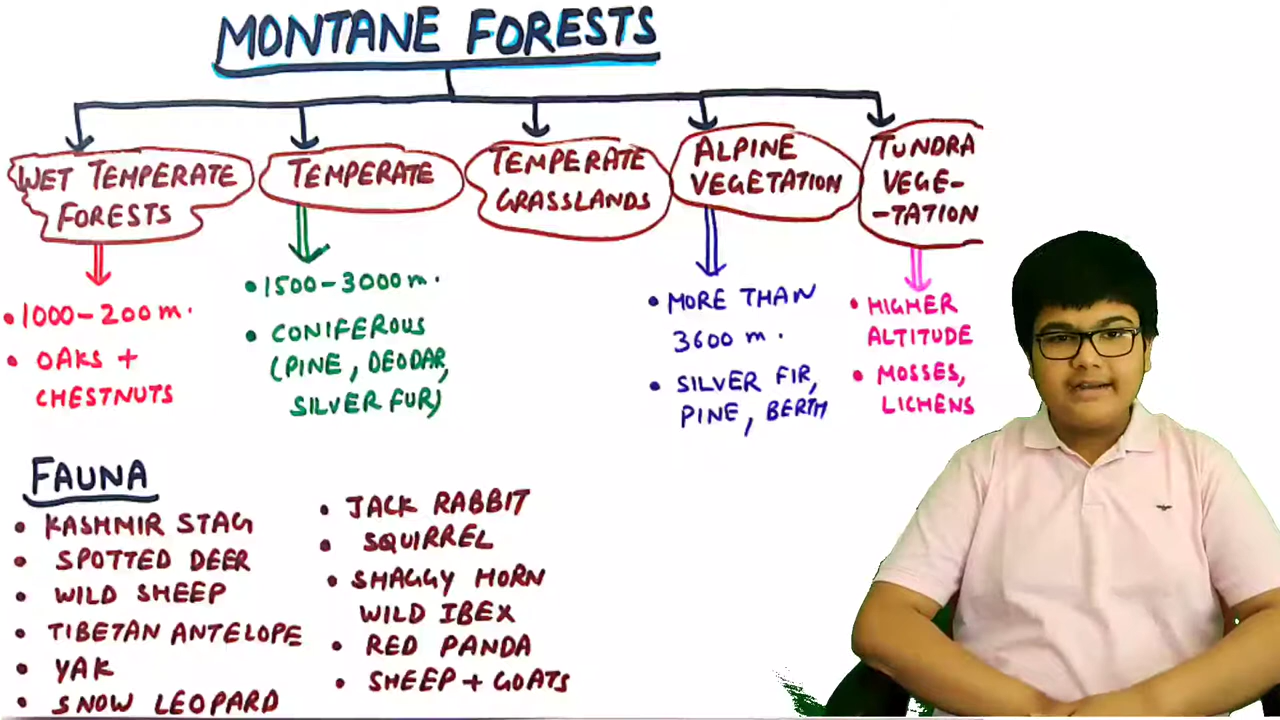 MONTANE FORESTS
WET TEMPERATE
FORESTS
• 1000-200 m.
• OAKS +
CHESTNUTS
TEMPERATE
• 1500-3000 m.
• CONIFEROUS
(PINE, DEODAR,
SILVER FUR)
TEMPERATE
GRASSLANDS
ALPINE
VEGETATION
• MORE THAN
3600 m.
• SILVER FIR,
PINE, BERTH
TUNDRA
VEGE-
-TATION
• HIGHER
ALTITUDE
• MOSSES,
LICHENS
FAUNA
• KASHMIR STAG
• SPOTTED DEER
• WILD SHEEP
• TIBETAN ANTELOPE
• YAK
• SNOW LEOPARD
• JACK RABBIT
• SQUIRREL
• SHAGGY HORN
WILD IBEX
• RED PANDA
• SHEEP + GOATS